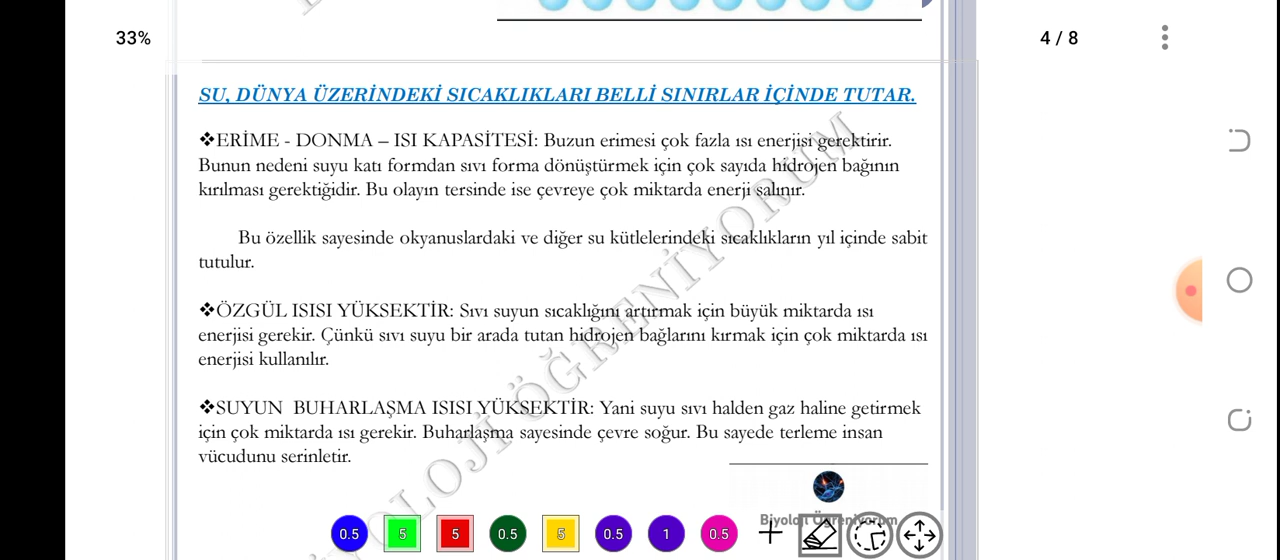 33%
4 / 8
SU, DÜNYA ÜZERİNDEKİ SICAKLIKLARI BELLİ SINIRLAR İÇİNDE TUTAR.
❖ERİME - DONMA – ISI KAPASİTESİ: Buzun erimesi çok fazla ısı enerjisi gerektirir.
Bunun nedeni suyu katı formdan sıvı forma dönüştürmek için çok sayıda hidrojen bağının
kırılması gerektiğidir. Bu olayın tersinde ise çevreye çok miktarda enerji salınır.
Bu özellik sayesinde okyanuslardaki ve diğer su kütlelerindeki sıcaklıkların yıl içinde sabit
tutulur.
❖ÖZGÜL ISISI YÜKSEKTİR: Sıvı suyun sıcaklığını artırmak için büyük miktarda ısı
enerjisi gerekir. Çünkü sıvı suyu bir arada tutan hidrojen bağlarını kırmak için çok miktarda ısı
enerjisi kullanılır.
❖SUYUN BUHARLAŞMA ISISI YÜKSEKTİR: Yani suyu sıvı halden gaz haline getirmek
için çok miktarda ısı gerekir. Buharlaşma sayesinde çevre soğur. Bu sayede terleme insan
vücudunu serinletir.
BİYOLOJİ ÖĞRENİYORUM
Biyoloji Öğreniyorum
0.5 5 5 0.5 5 0.5 1 0.5